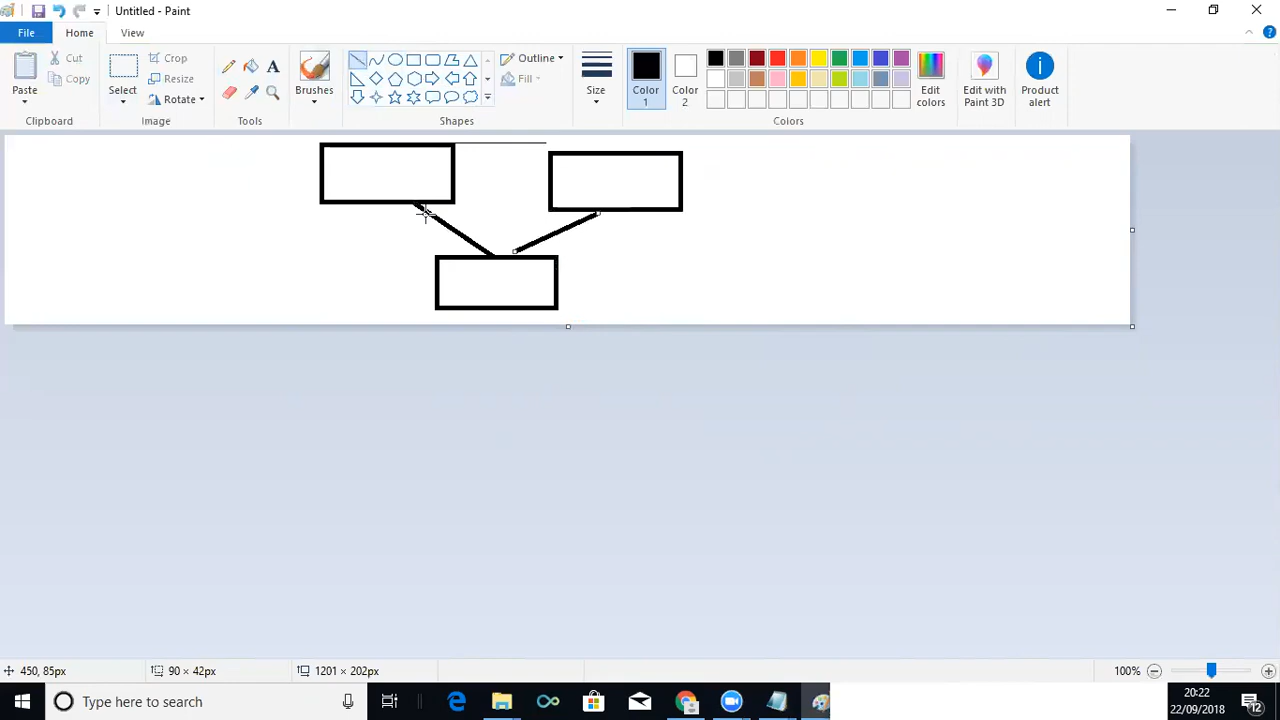 Untitled - Paint
File Home View
Paste Cut Copy
Clipboard
Select Crop Resize Rotate
Image
A
Tools
Brushes
Shapes
Outline
Fill
Size
Color 1
Color 2
Edit colors
Colors
Edit with Paint 3D
Product alert
450, 85px 90 × 42px 1201 × 202px 100%
Type here to search
20:22
22/09/2018
12